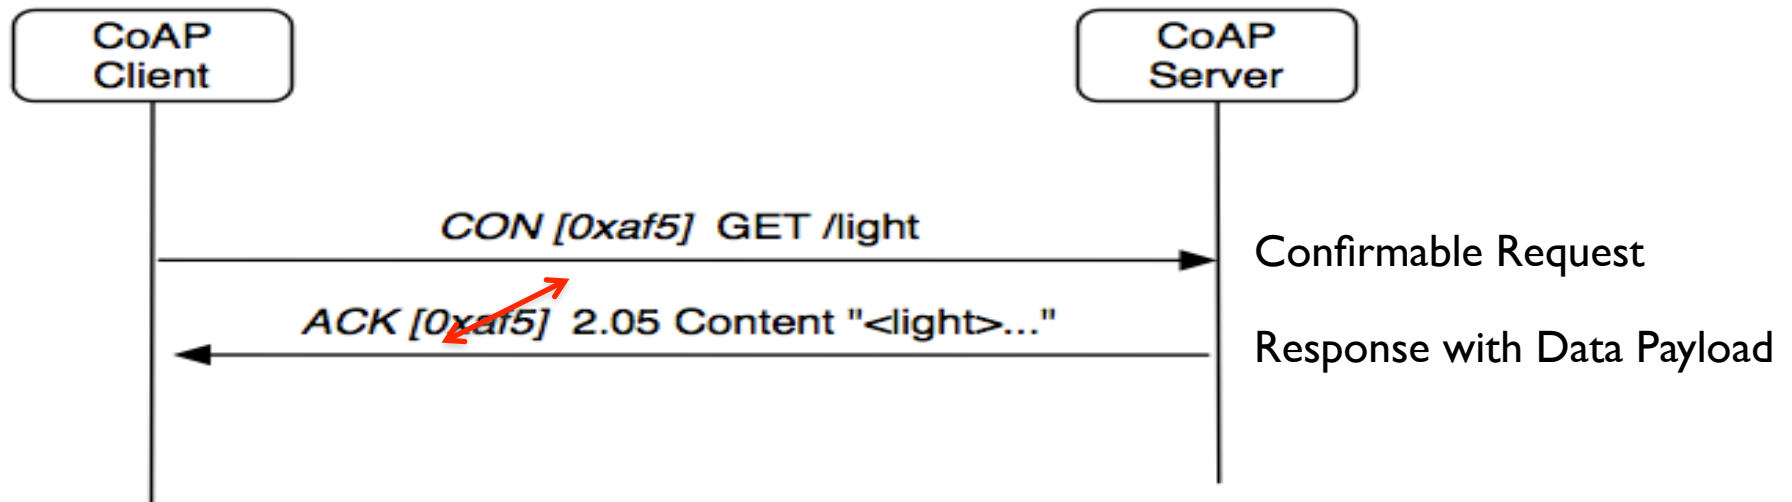 CoAP
Client
CoAP
Server
CON [0xaf5] GET /light
Confirmable Request
ACK [0xaf5] 2.05 Content "<light>..."
Response with Data Payload